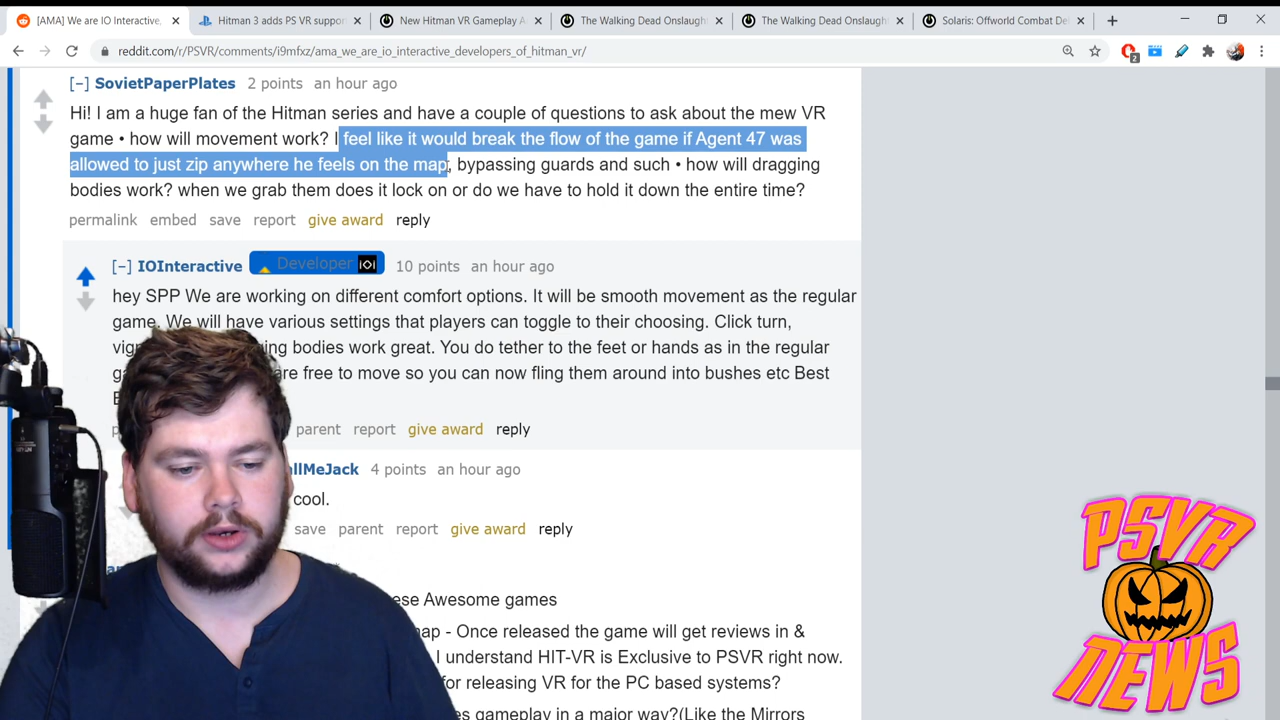 [AMA] We are IO Interactive,
Hitman 3 adds PS VR suppor
New Hitman VR Gameplay A
The Walking Dead Onslaugh
The Walking Dead Onslaugh
Solaris: Offworld Combat De
reddit.com/r/PSVR/comments/i9mfxz/ama_we_are_io_interactive_developers_of_hitman_vr/
2
[–] SovietPaperPlates 2 points an hour ago
Hi! I am a huge fan of the Hitman series and have a couple of questions to ask about the mew VR
game • how will movement work? I feel like it would break the flow of the game if Agent 47 was
allowed to just zip anywhere he feels on the map, bypassing guards and such • how will dragging
bodies work? when we grab them does it lock on or do we have to hold it down the entire time?
permalink embed save report give award reply
[–] IOInteractive Developer IOI 10 points an hour ago
hey SPP We are working on different comfort options. It will be smooth movement as the regular
game. We will have various settings that players can toggle to their choosing. Click turn,
ing bodies work great. You do tether to the feet or hands as in the regular
are free to move so you can now fling them around into bushes etc Best
parent report give award reply
llMeJack 4 points an hour ago
cool.
save parent report give award reply
ese Awesome games
ap - Once released the game will get reviews in &
I understand HIT-VR is Exclusive to PSVR right now.
for releasing VR for the PC based systems?
es gameplay in a major way?(Like the Mirrors
PSVR
NEWS